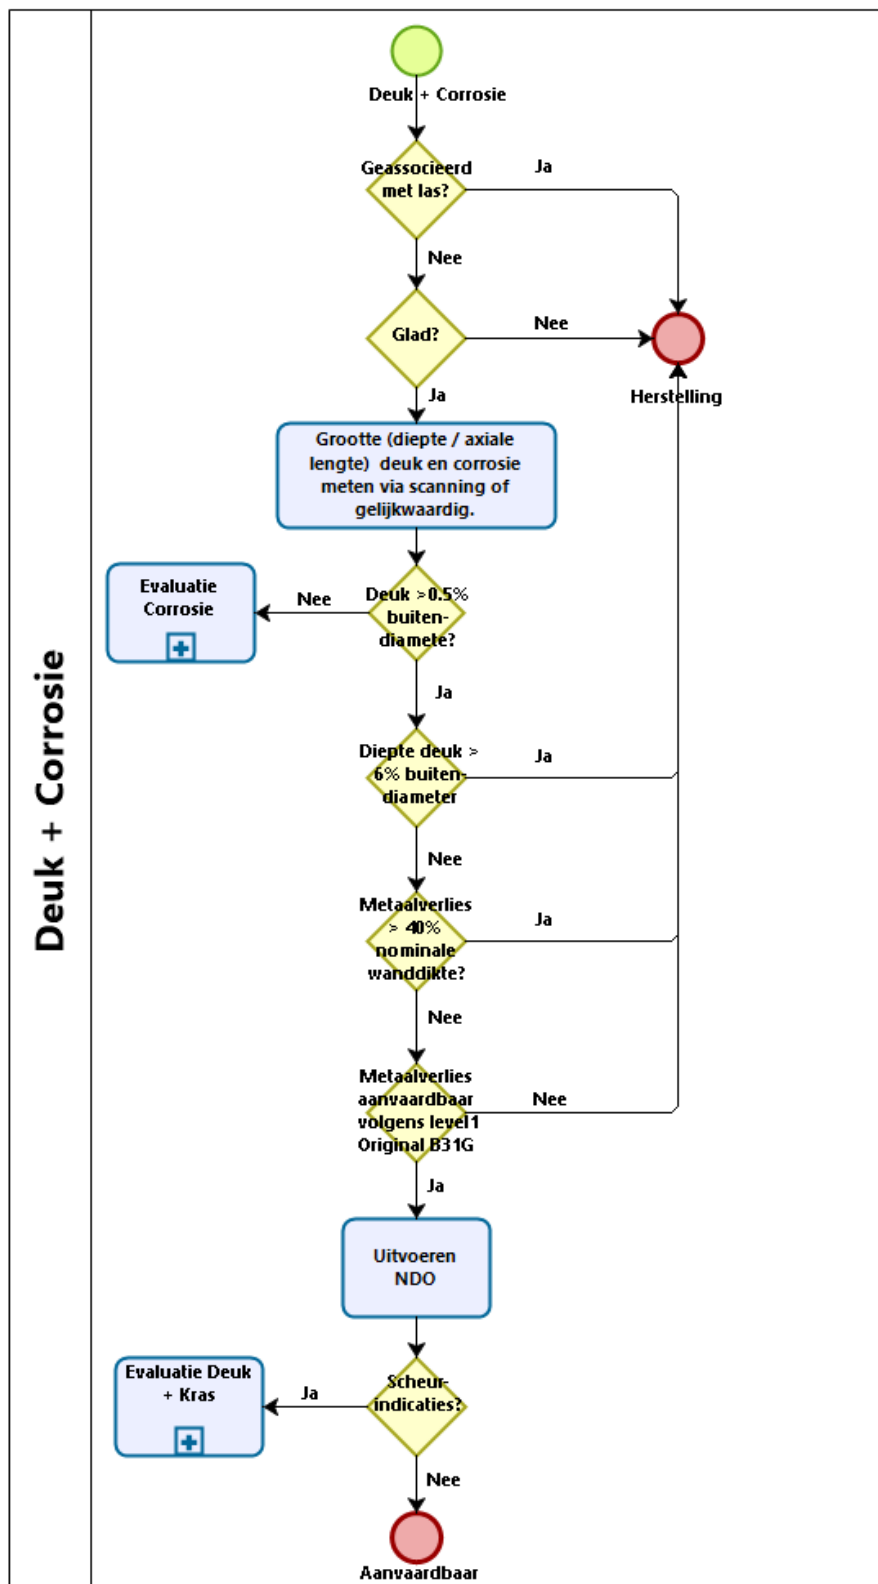 Deuk + Corrosie
Deuk + Corrosie
Geassocieerd
met las?
Ja
Nee
Glad?
Nee
Herstelling
Ja
Grootte (diepte / axiale
lengte) deuk en corrosie
meten via scanning of
gelijkwaardig.
Deuk >0.5%
buiten-
diamete?
Nee
Evaluatie
Corrosie
Ja
Diepte deuk >
6% buiten-
diameter
Ja
Nee
Metaalverlies
> 40%
nominale
wanddikte?
Ja
Nee
Metaalverlies
aanvaardbaar
volgens level1
Original B31G
Nee
Ja
Uitvoeren
NDO
Scheur-
indicaties?
Ja
Evaluatie Deuk
+ Kras
Nee
Aanvaardbaar